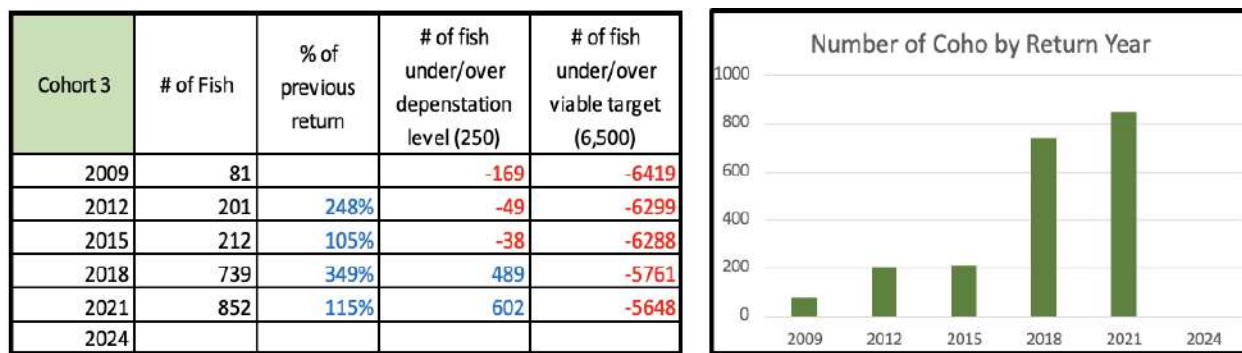 Cohort 3 # of Fish % of previous return # of fish under/over depenstation level (250) # of fish under/over viable target (6,500)
2009 81 -169 -6419
2012 201 248% -49 -6299
2015 212 105% -38 -6288
2018 739 349% 489 -5761
2021 852 115% 602 -5648
2024
Number of Coho by Return Year
1000
800
600
400
200
0
2009 2012 2015 2018 2021 2024